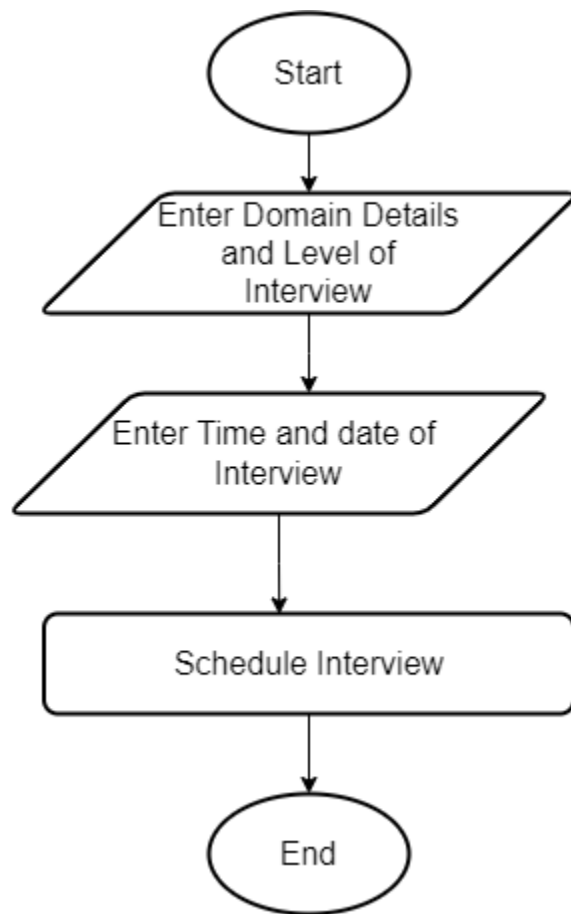 Start
Enter Domain Details
and Level of
Interview
Enter Time and date of
Interview
Schedule Interview
End